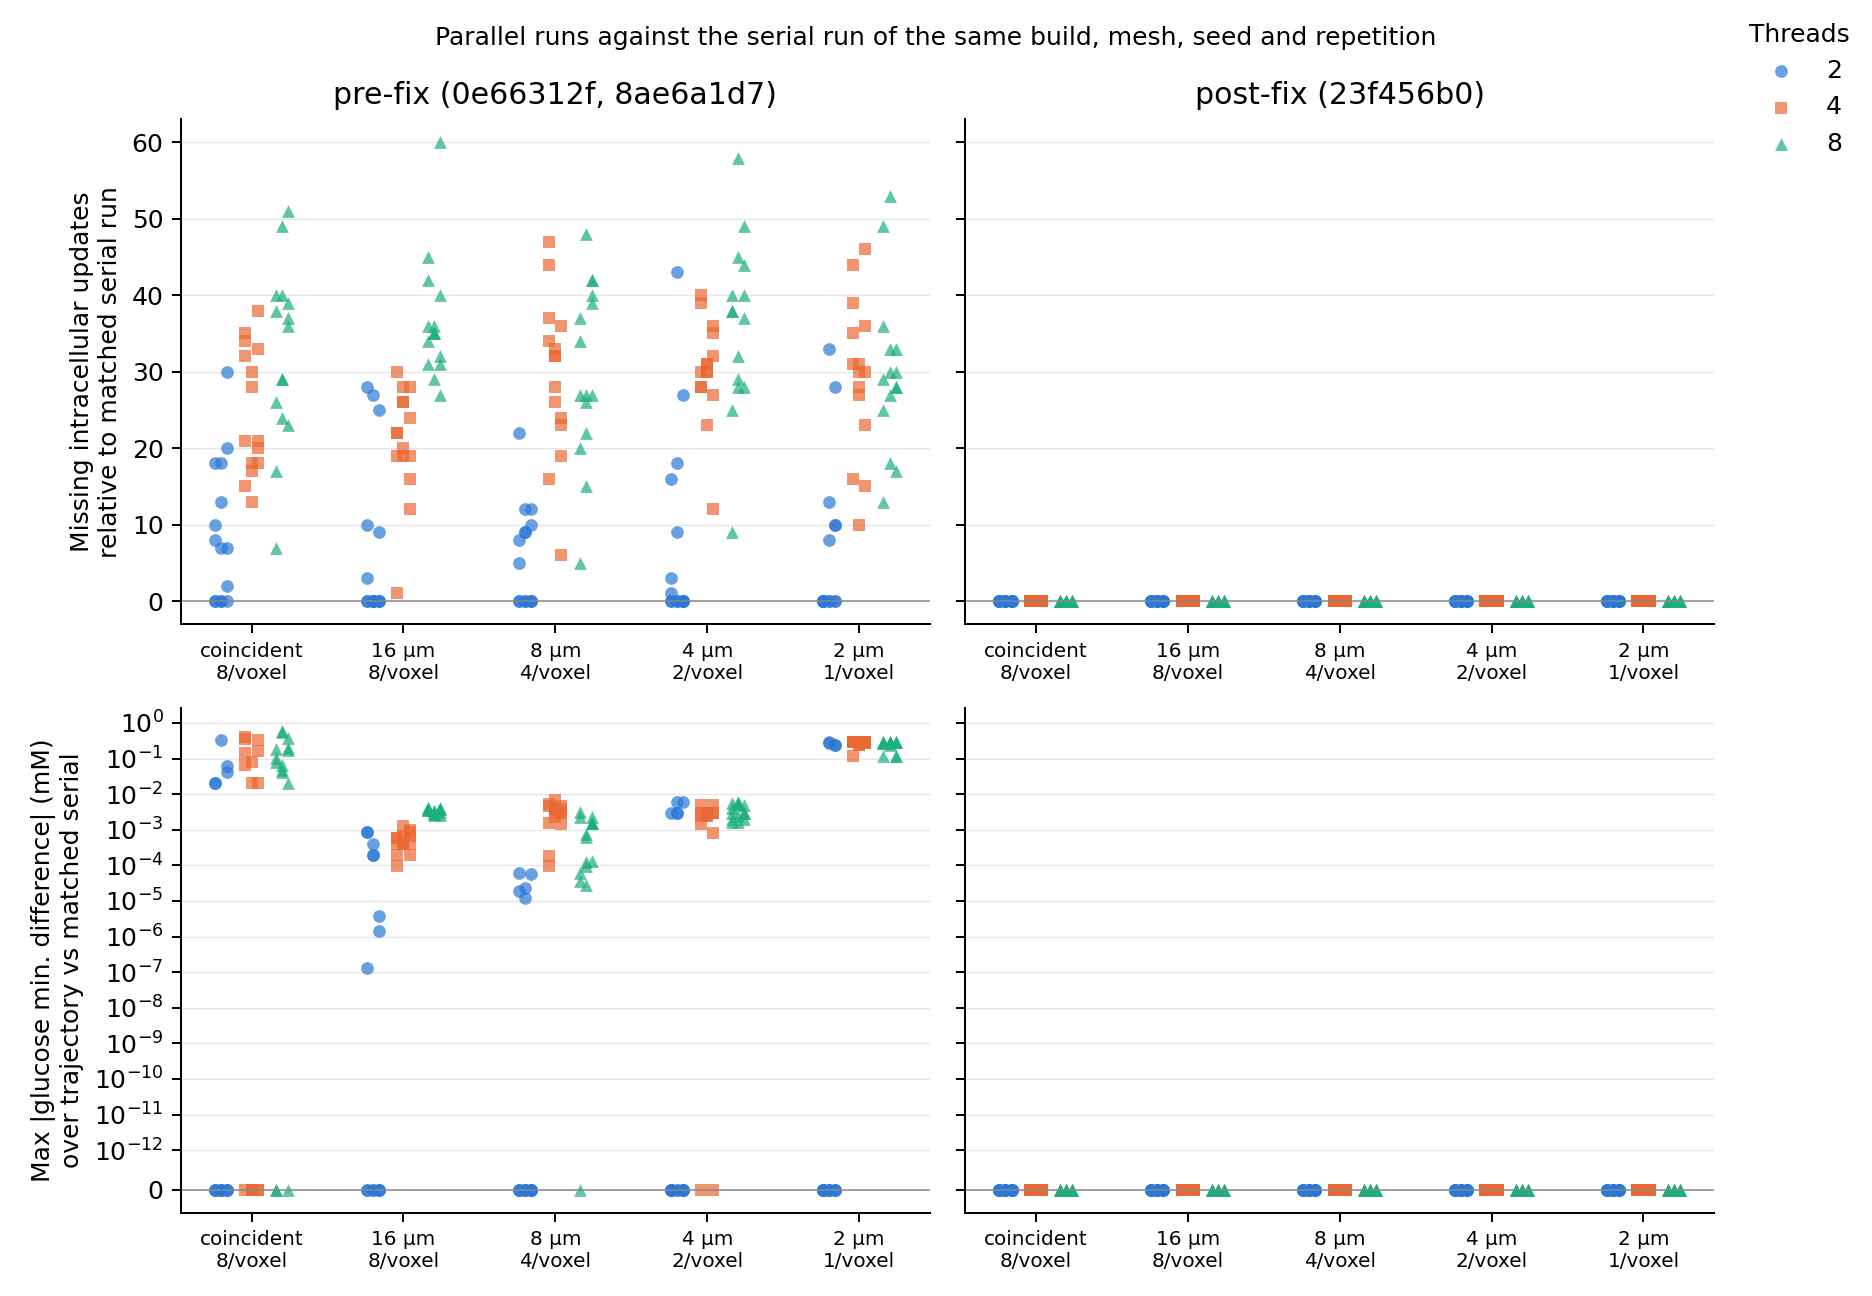 Parallel runs against the serial run of the same build, mesh, seed and repetition
Threads
2
4
8
pre-fix (0e66312f, 8ae6a1d7)
post-fix (23f456b0)
Missing intracellular updates
relative to matched serial run
60
50
40
30
20
10
0
coincident
8/voxel
16 µm
8/voxel
8 µm
4/voxel
4 µm
2/voxel
2 µm
1/voxel
coincident
8/voxel
16 µm
8/voxel
8 µm
4/voxel
4 µm
2/voxel
2 µm
1/voxel
Max |glucose min. difference| (mM)
over trajectory vs matched serial
10⁰
10⁻¹
10⁻²
10⁻³
10⁻⁴
10⁻⁵
10⁻⁶
10⁻⁷
10⁻⁸
10⁻⁹
10⁻¹⁰
10⁻¹¹
10⁻¹²
0
coincident
8/voxel
16 µm
8/voxel
8 µm
4/voxel
4 µm
2/voxel
2 µm
1/voxel
coincident
8/voxel
16 µm
8/voxel
8 µm
4/voxel
4 µm
2/voxel
2 µm
1/voxel